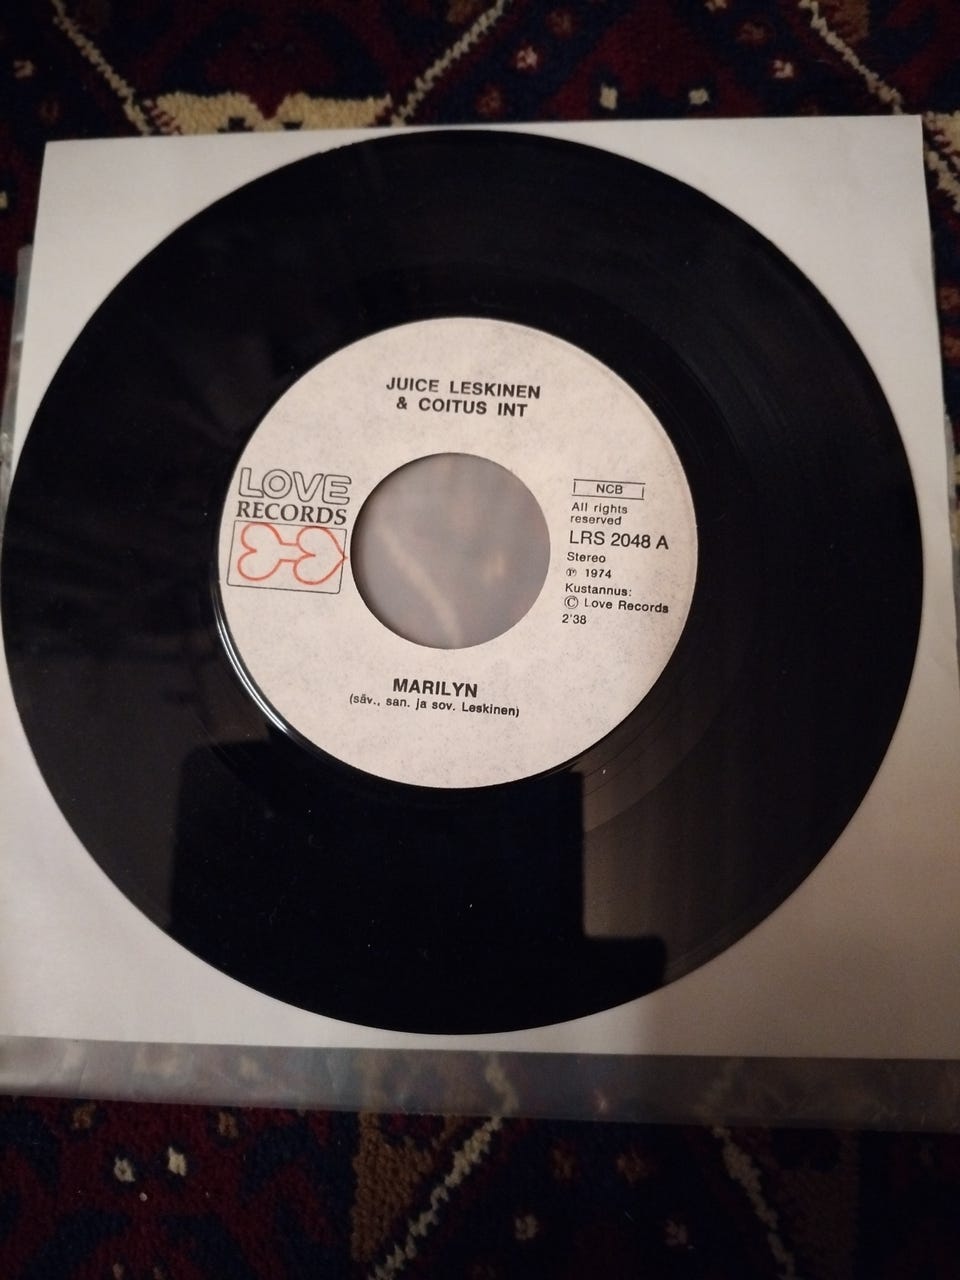 JUICE LESKINEN
& COITUS INT
LOVE
RECORDS
NCB
All rights
reserved
LRS 2048 A
Stereo
℗ 1974
Kustannus:
© Love Records
2'38
MARILYN
(säv., san. ja sov. Leskinen)